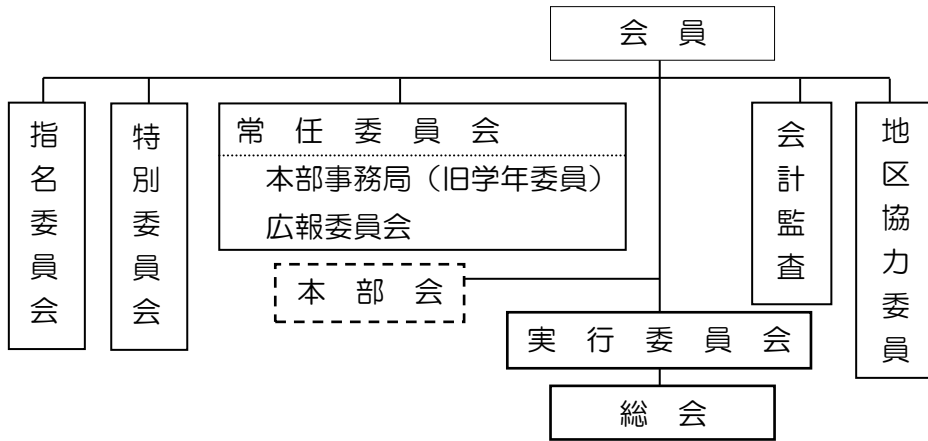 会員
指名委員会
特別委員会
常任委員会
本部事務局（旧学年委員）
広報委員会
会計監査
地区協力委員
本部会
実行委員会
総会